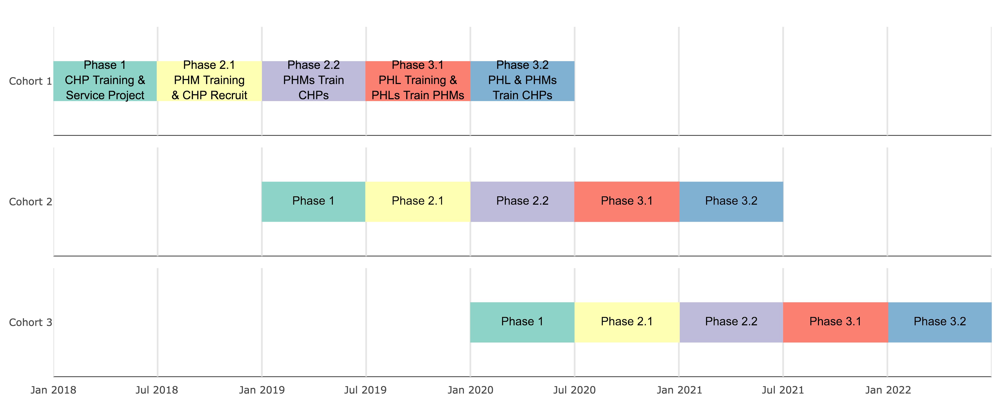 Cohort 1
Phase 1
CHP Training &
Service Project
Phase 2.1
PHM Training
& CHP Recruit
Phase 2.2
PHMs Train
CHPs
Phase 3.1
PHL Training &
PHLs Train PHMs
Phase 3.2
PHL & PHMs
Train CHPs
Cohort 2
Phase 1
Phase 2.1
Phase 2.2
Phase 3.1
Phase 3.2
Cohort 3
Phase 1
Phase 2.1
Phase 2.2
Phase 3.1
Phase 3.2
Jan 2018
Jul 2018
Jan 2019
Jul 2019
Jan 2020
Jul 2020
Jan 2021
Jul 2021
Jan 2022